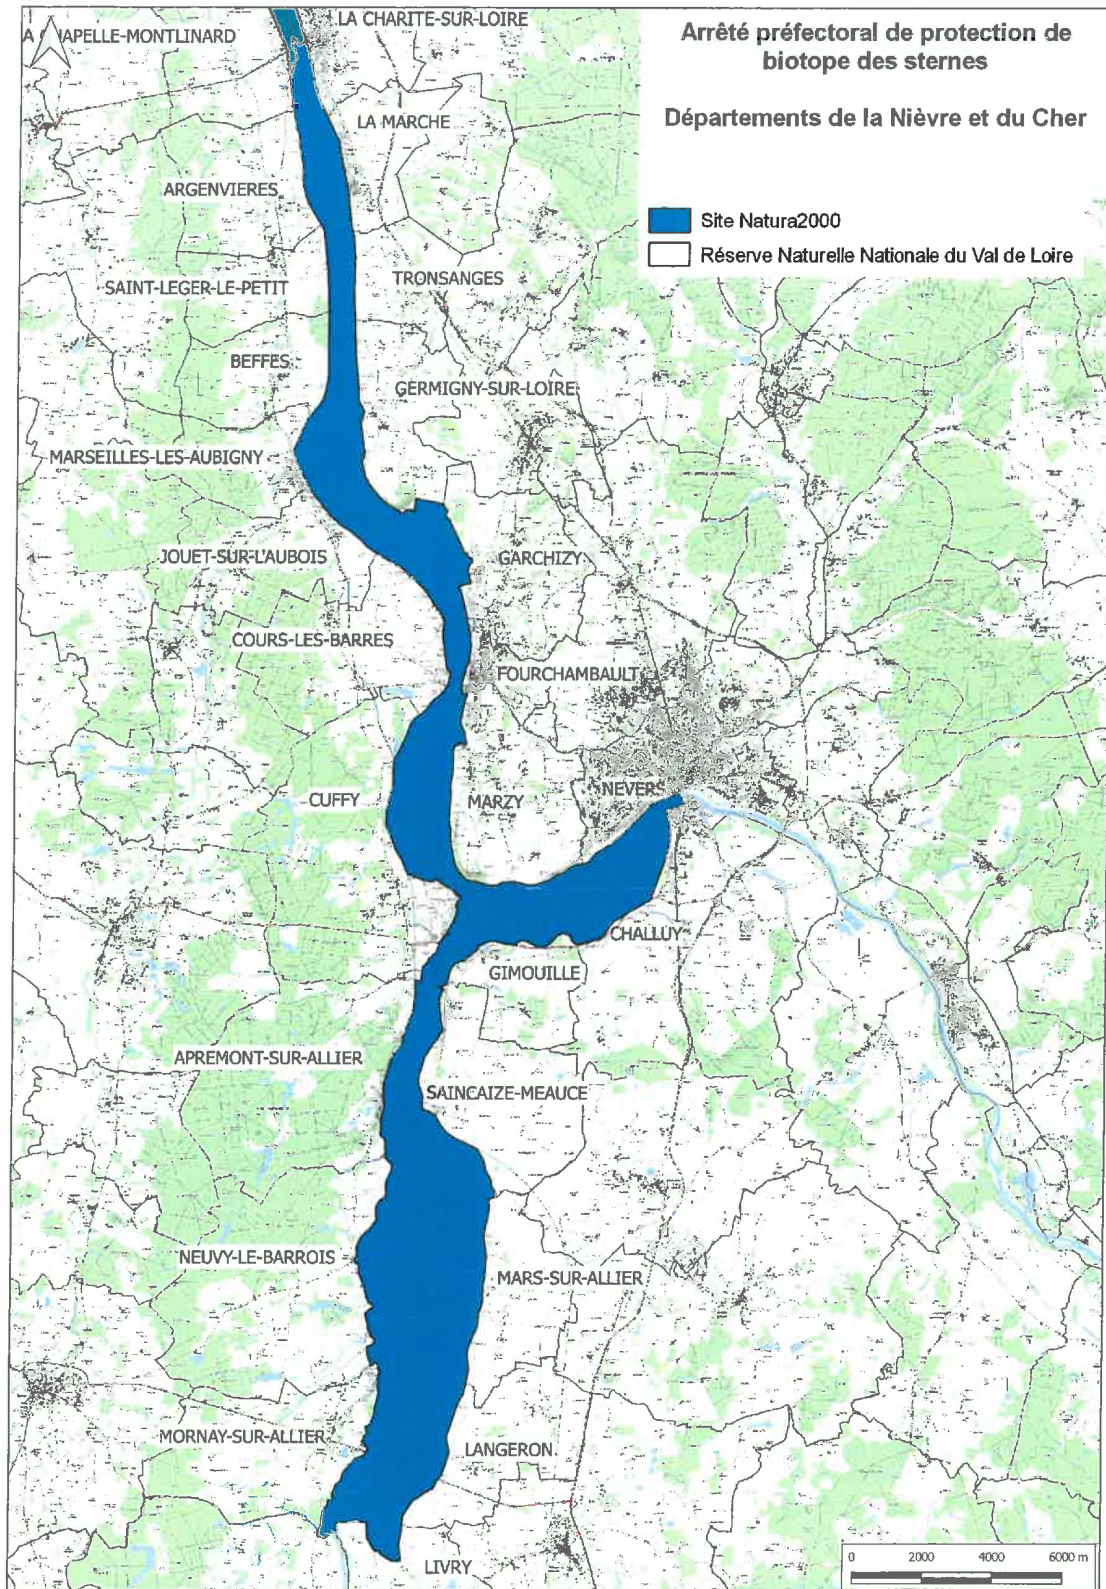 LA CHARITE-SUR-LOIRE
APELLE-MONTLINARD
Arrêté préfectoral de protection de
biotope des sternes
Départements de la Nièvre et du Cher
LA MARCHE
ARGENVIERES
Site Natura2000
Réserve Naturelle Nationale du Val de Loire
TRONSANGES
SAINT-LEGER-LE-PETIT
BEFFES
GERMIGNY-SUR-LOIRE
MARSEILLES-LES-AUBIGNY
JOUET-SUR-L'AUBOIS
GARCHIZY
COURS-LES-BARRES
FOURCHAMBAULT
CUFFY
MARZY
NEVERS
CHALLUY
GIMOUILLE
APREMONT-SUR-ALLIER
SAINCAIZE-MEAUCE
NEUVY-LE-BARROIS
MARS-SUR-ALLIER
MORNAY-SUR-ALLIER
LANGERON
LIVRY
0 2000 4000 6000 m